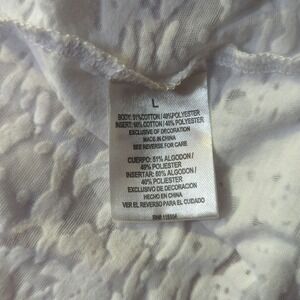 L
BODY: 51% COTTON / 49% POLYESTER
INSERT: 60% COTTON / 40% POLYESTER
EXCLUSIVE OF DECORATION
MADE IN CHINA
SEE REVERSE FOR CARE
CUERPO: 51% ALGODON /
49% POLIESTER
INSERTAR: 60% ALGODON /
40% POLIESTER
EXCLUSIVO DE DECORACION
HECHO EN CHINA
VER EL REVERSO PARA EL CUIDADO